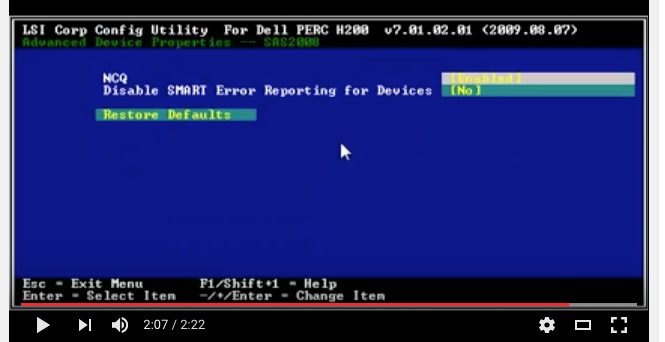 LSI Corp Config Utility For Dell PERC H200 v7.01.02.01 (2009.08.07)
Advanced Device Properties -- SAS2008
NCQ [Enabled]
Disable SMART Error Reporting for Devices [No]
Restore Defaults
Esc = Exit Menu F1/Shift+1 = Help
Enter = Select Item -/+/Enter = Change Item
2:07 / 2:22